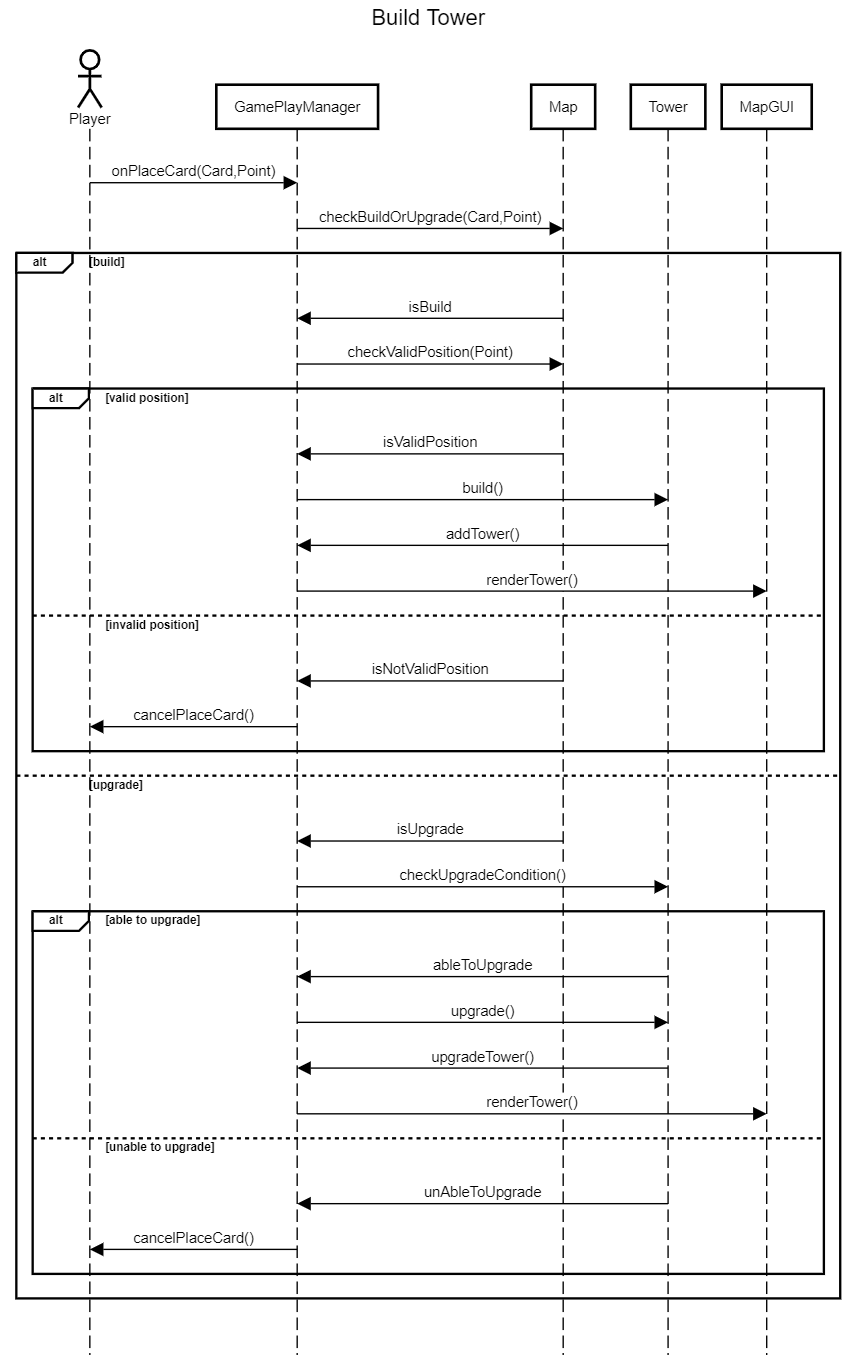 Build Tower
Player
GamePlayManager
Map
Tower
MapGUI
onPlaceCard(Card,Point)
checkBuildOrUpgrade(Card,Point)
alt
[build]
isBuild
checkValidPosition(Point)
alt
[valid position]
isValidPosition
build()
addTower()
renderTower()
[invalid position]
isNotValidPosition
cancelPlaceCard()
[upgrade]
isUpgrade
checkUpgradeCondition()
alt
[able to upgrade]
ableToUpgrade
upgrade()
upgradeTower()
renderTower()
[unable to upgrade]
unAbleToUpgrade
cancelPlaceCard()